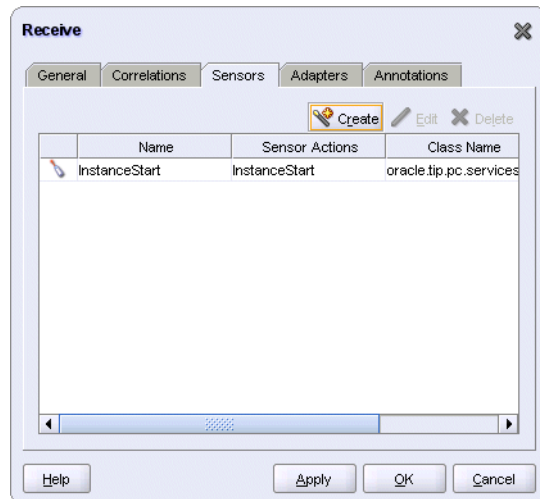 Receive
General Correlations Sensors Adapters Annotations
Create Edit Delete
Name Sensor Actions Class Name
InstanceStart InstanceStart oracle.tip.pc.services
Help Apply OK Cancel